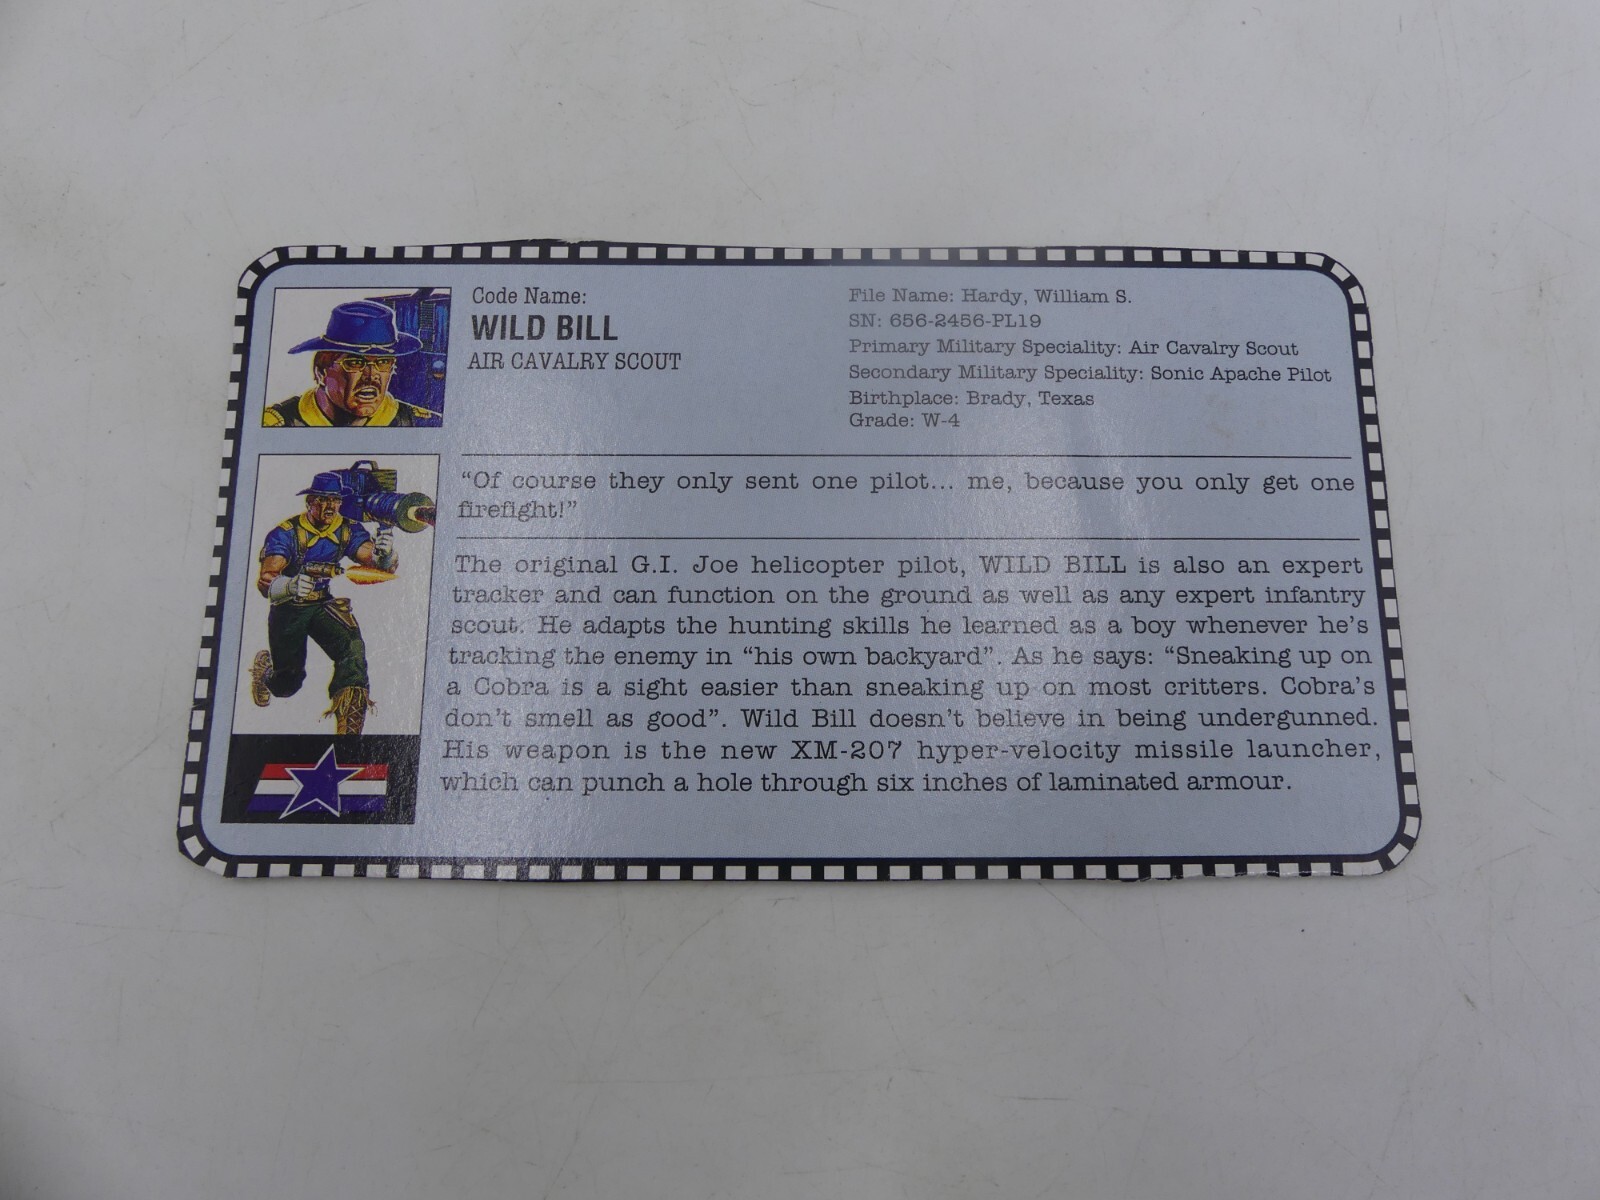 Code Name:
WILD BILL
AIR CAVALRY SCOUT
File Name: Hardy, William S.
SN: 656-2456-PL19
Primary Military Speciality: Air Cavalry Scout
Secondary Military Speciality: Sonic Apache Pilot
Birthplace: Brady, Texas
Grade: W-4
“Of course they only sent one pilot... me, because you only get one
firefight!”
The original G.I. Joe helicopter pilot, WILD BILL is also an expert
tracker and can function on the ground as well as any expert infantry
scout. He adapts the hunting skills he learned as a boy whenever he's
tracking the enemy in “his own backyard”. As he says: “Sneaking up on
a Cobra is a sight easier than sneaking up on most critters. Cobra's
don't smell as good”. Wild Bill doesn't believe in being undergunned.
His weapon is the new XM-207 hyper-velocity missile launcher,
which can punch a hole through six inches of laminated armour.